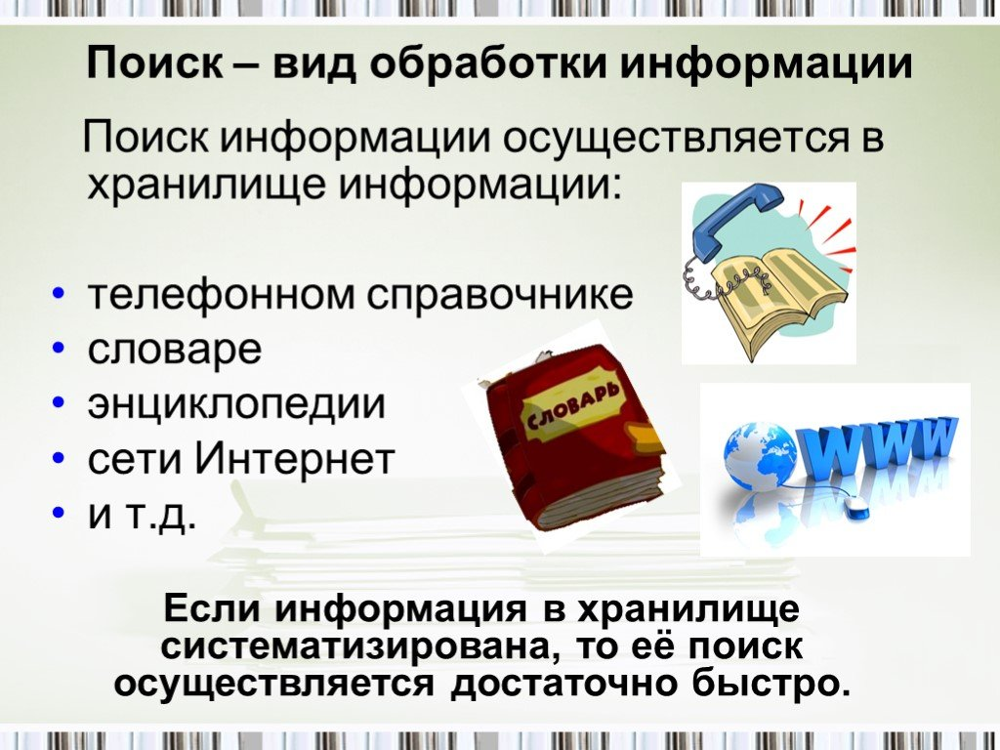 Поиск – вид обработки информации
Поиск информации осуществляется в
хранилище информации:
• телефонном справочнике
• словаре
• энциклопедии
• сети Интернет
• и т.д.
СЛОВАРЬ
WWW
Если информация в хранилище
систематизирована, то её поиск
осуществляется достаточно быстро.